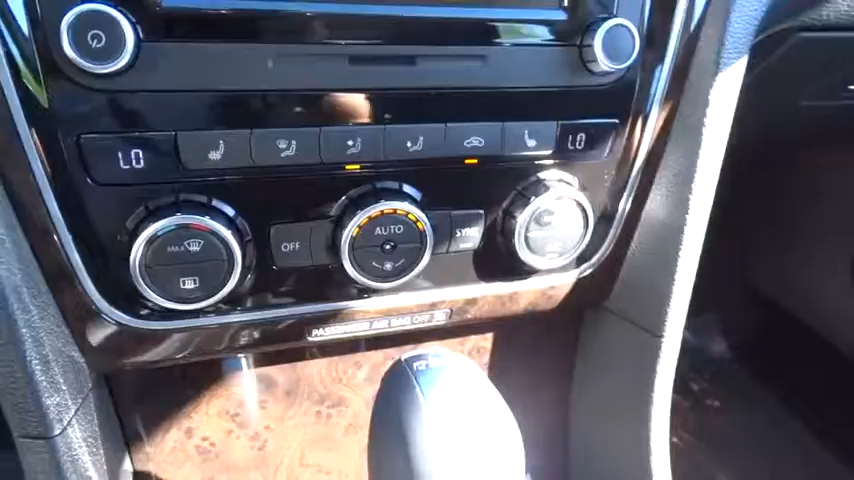 LO
LO
MAX
OFF
AUTO
SYNC
PASSENGER AIR BAG OFF